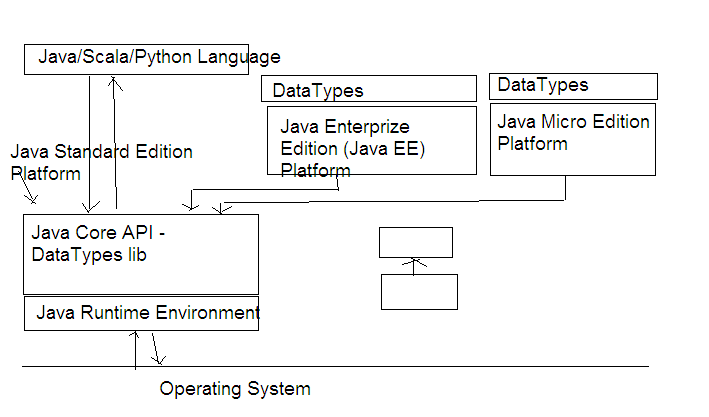 Java/Scala/Python Language
DataTypes
DataTypes
Java Enterprize
Edition (Java EE)
Platform
Java Micro Edition
Platform
Java Standard Edition
Platform
Java Core API -
DataTypes lib
Java Runtime Environment
Operating System